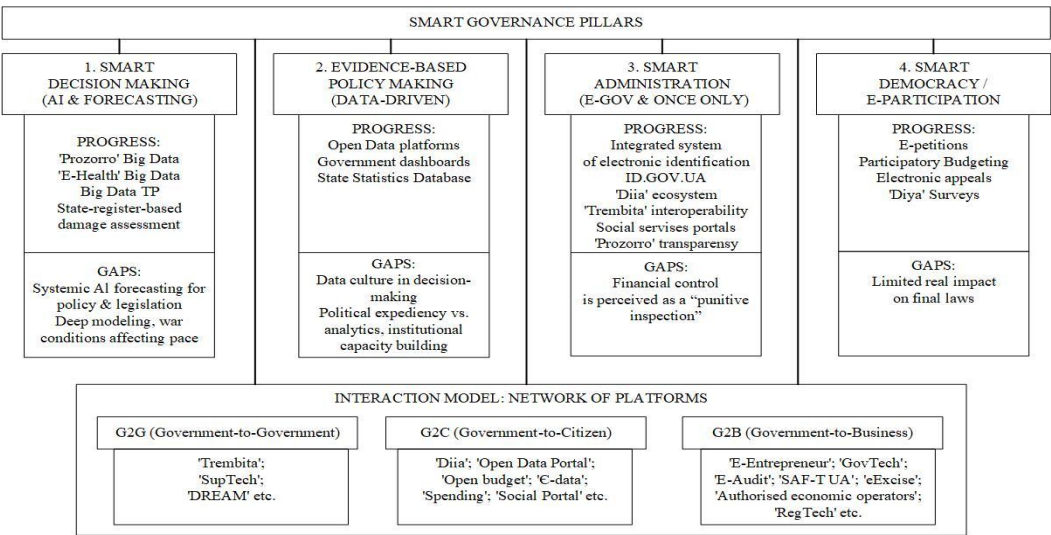 SMART GOVERNANCE PILLARS
1. SMART
DECISION MAKING
(AI & FORECASTING)
PROGRESS:
'Prozorro' Big Data
'E-Health' Big Data
Big Data TP
State-register-based
damage assessment
GAPS:
Systemic AI forecasting for
policy & legislation
Deep modeling, war
conditions affecting pace
2. EVIDENCE-BASED
POLICY MAKING
(DATA-DRIVEN)
PROGRESS:
Open Data platforms
Government dashboards
State Statistics Database
GAPS:
Data culture in decision-
making
Political expediency vs.
analytics, institutional
capacity building
3. SMART
ADMINISTRATION
(E-GOV & ONCE ONLY)
PROGRESS:
Integrated system
of electronic identification
ID.GOV.UA
'Diia' ecosystem
'Trembita' interoperability
Social servises portals
'Prozorro' transparensy
GAPS:
Financial control
is perceived as a “punitive
inspection”
4. SMART
DEMOCRACY /
E-PARTICIPATION
PROGRESS:
E-petitions
Participatory Budgeting
Electronic appeals
'Diya' Surveys
GAPS:
Limited real impact
on final laws
INTERACTION MODEL: NETWORK OF PLATFORMS
G2G (Government-to-Government)
'Trembita';
'SupTech';
'DREAM' etc.
G2C (Government-to-Citizen)
'Diia'; 'Open Data Portal';
'Open budget'; 'Є-data';
'Spending'; 'Social Portal' etc.
G2B (Government-to-Business)
'E-Entrepreneur'; 'GovTech';
'E-Audit'; 'SAF-T UA'; 'eExcise';
'Authorised economic operators';
'RegTech' etc.